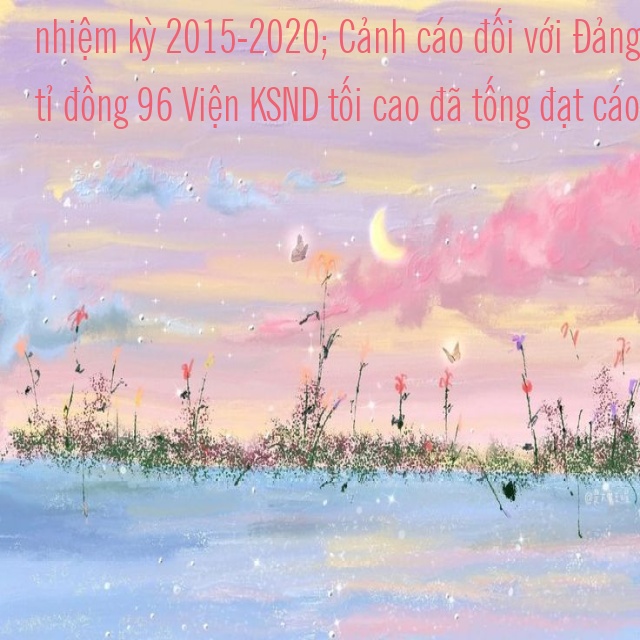 nhiệm kỳ 2015-2020; Cảnh cáo đối với Đảng
tỉ đồng 96 Viện KSND tối cao đã tống đạt cáo